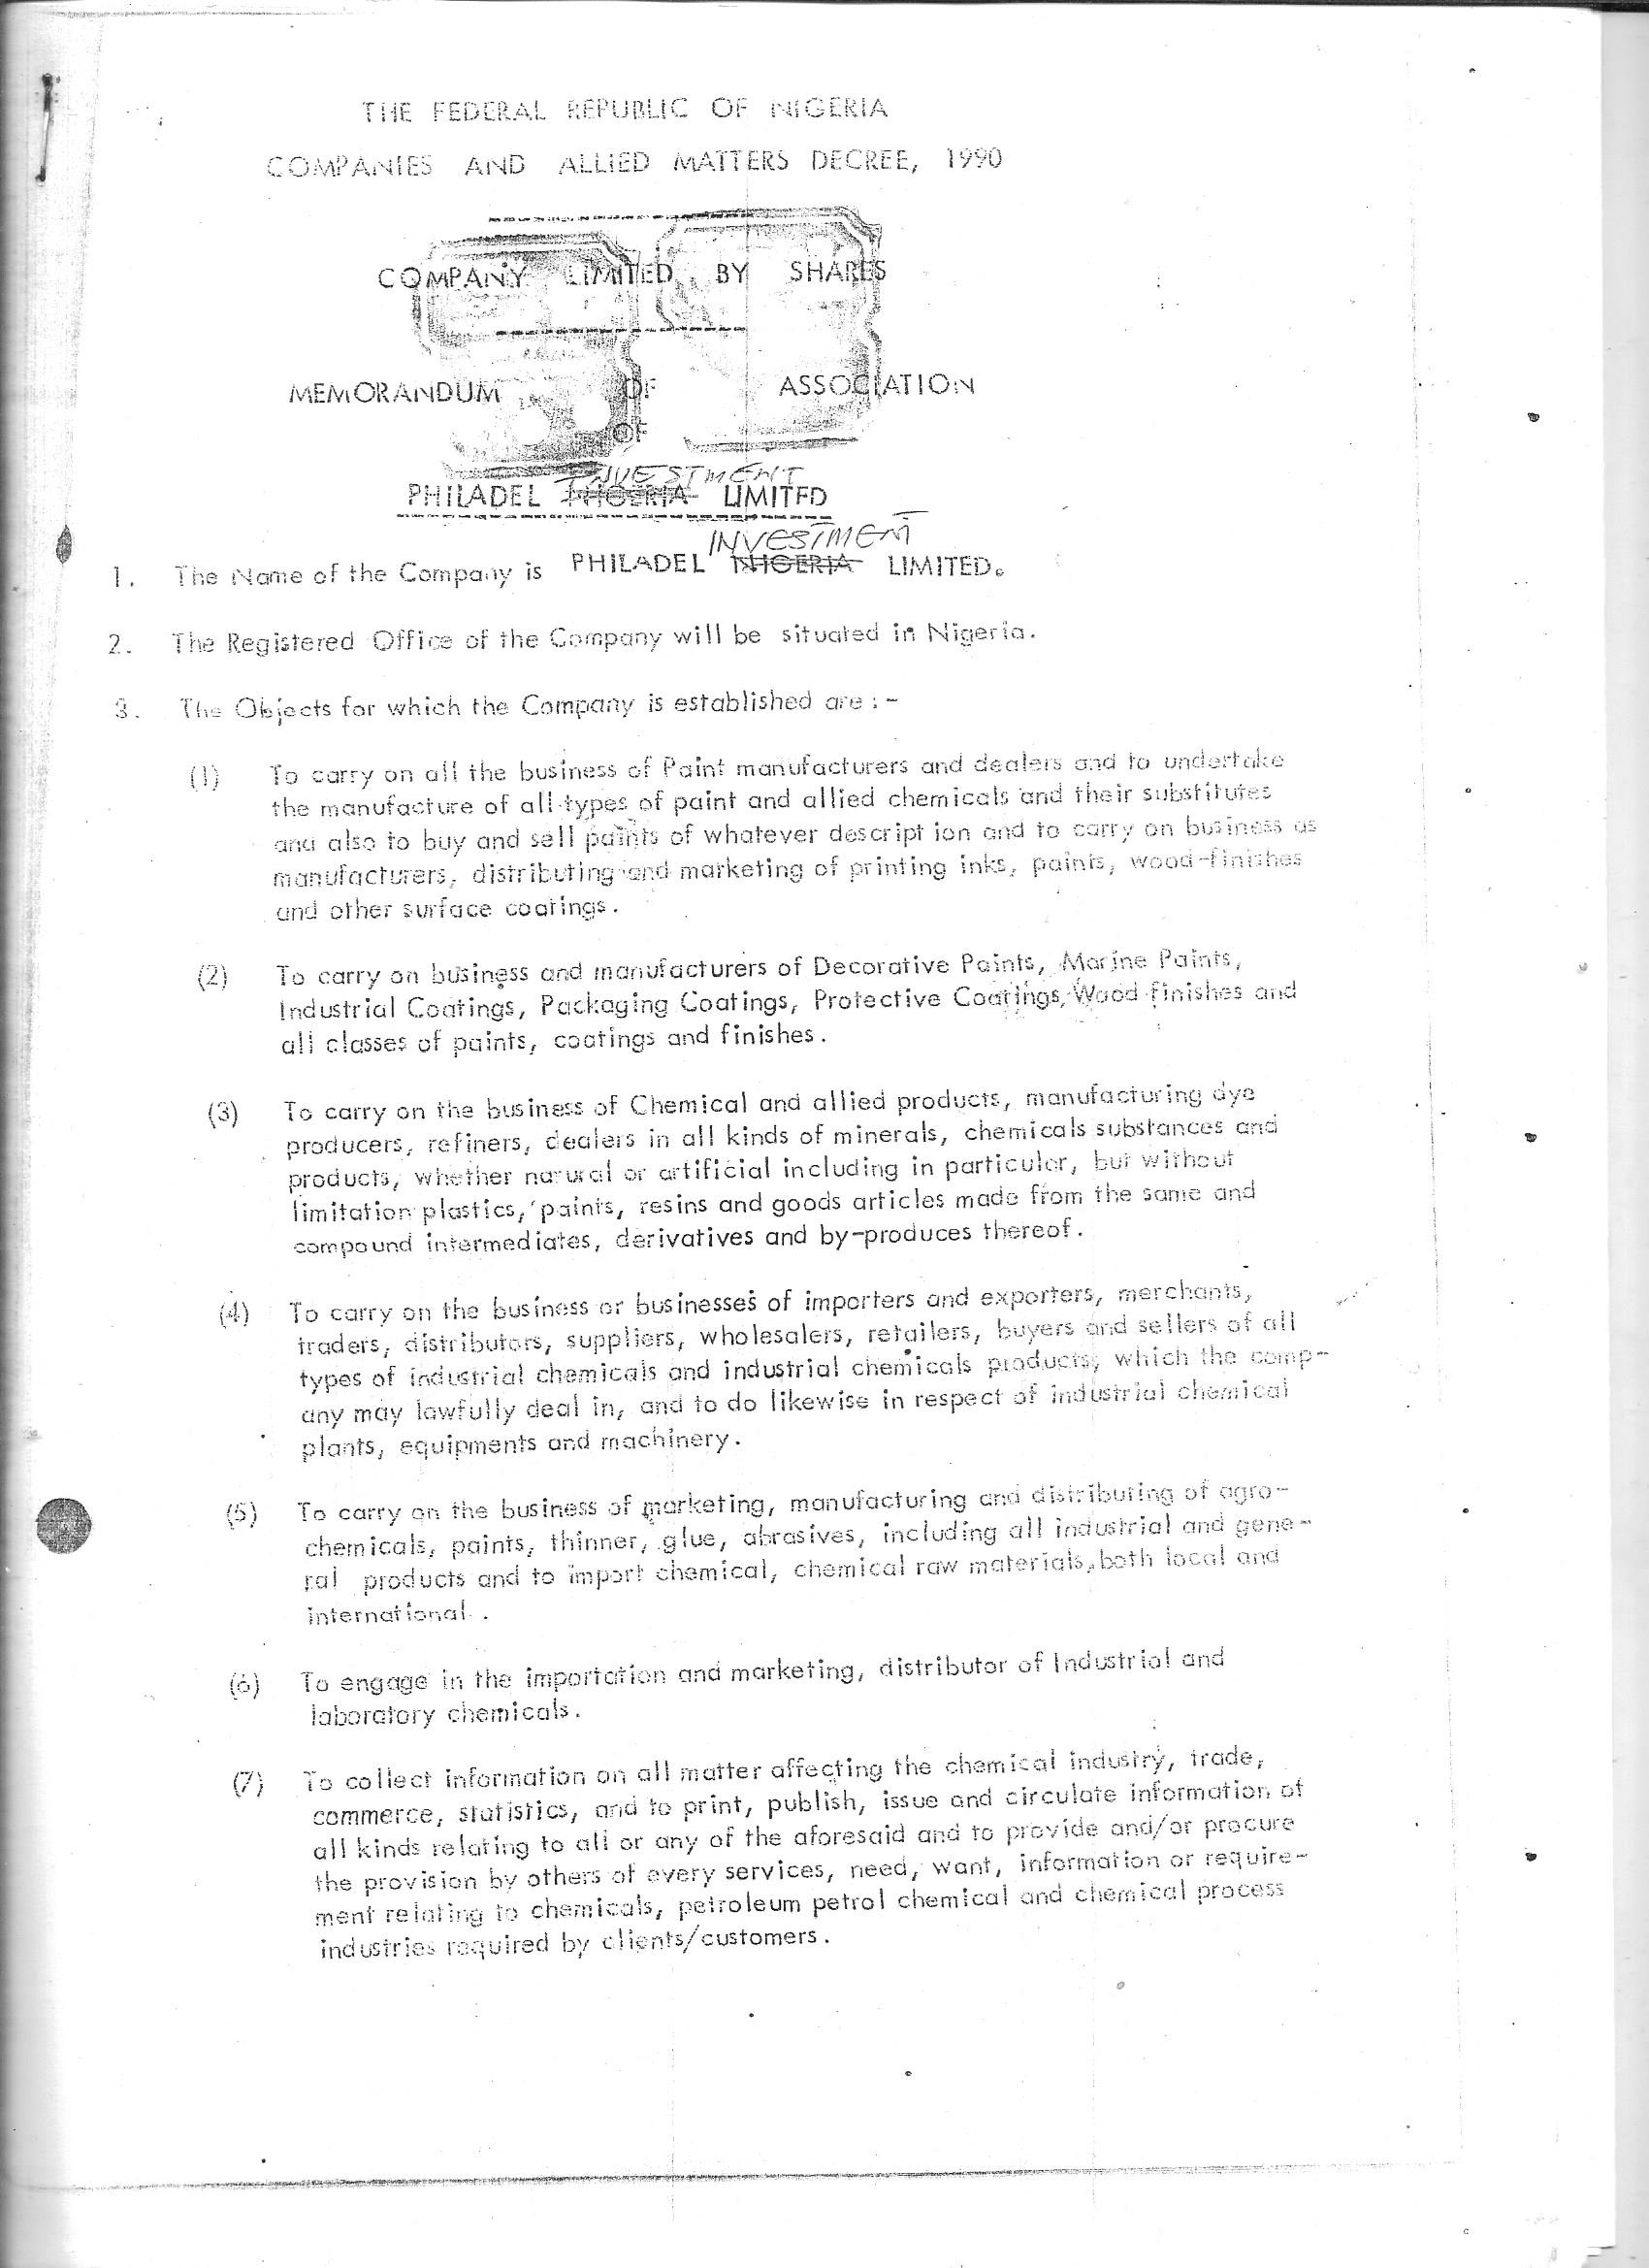 THE FEDERAL REPUBLIC OF NIGERIA
COMPANIES AND ALLIED MATTERS DECREE, 1990
COMPANY LIMITED BY SHARES
MEMORANDUM OF ASSOCIATION
OF
INVESTMENT
PHILADEL NIGERIA LIMITED
INVESTMENT
1. The Name of the Company is PHILADEL NIGERIA LIMITED.
2. The Registered Office of the Company will be situated in Nigeria.
3. The Objects for which the Company is established are :-
(1) To carry on all the business of Paint manufacturers and dealers and to undertake
the manufacture of all types of paint and allied chemicals and their substitutes
and also to buy and sell paints of whatever descript ion and to carry on business as
manufacturers, distributing and marketing of printing inks, paints, wood-finishes
and other surface coatings.
(2) To carry on business and manufacturers of Decorative Paints, Marine Paints,
Industrial Coatings, Packaging Coatings, Protective Coatings, Wood finishes and
all classes of paints, coatings and finishes.
(3) To carry on the business of Chemical and allied products, manufacturing dye
producers, refiners, dealers in all kinds of minerals, chemicals substances and
products, whether natural or artificial including in particular, but without
limitation plastics, paints, resins and goods articles made from the same and
compound intermediates, derivatives and by-produces thereof.
(4) To carry on the business or businesses of importers and exporters, merchants,
traders, distributors, suppliers, wholesalers, retailers, buyers and sellers of all
types of industrial chemicals and industrial chemicals products, which the comp-
any may lawfully deal in, and to do likewise in respect of industrial chemical
plants, equipments and machinery.
(5) To carry on the business of marketing, manufacturing and distributing of agro-
chemicals, paints, thinner, glue, abrasives, including all industrial and gene-
ral products and to import chemical, chemical raw materials, both local and
international.
(6) To engage in the importation and marketing, distributor of Industrial and
laboratory chemicals.
(7) To collect information on all matter affecting the chemical industry, trade,
commerce, statistics, and to print, publish, issue and circulate information of
all kinds relating to all or any of the aforesaid and to provide and/or procure
the provision by others of every services, need, want, information or require-
ment relating to chemicals, petroleum petrol chemical and chemical process
industries required by clients/customers.